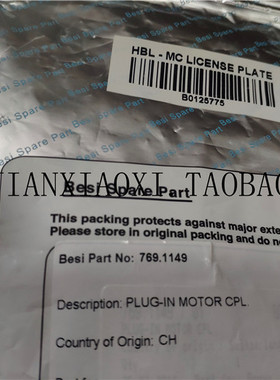 HBL - MC LICENSE PLATE
B0125775
Besi Spare Part
Besi Spare Part
IANXIAOXI. TAOBAO
Besi Spare Part
This packing protects against major exte
Please store in original packing and do no
Besi Part No: 769.1149
Description: PLUG-IN MOTOR CPL.
Country of Origin: CH